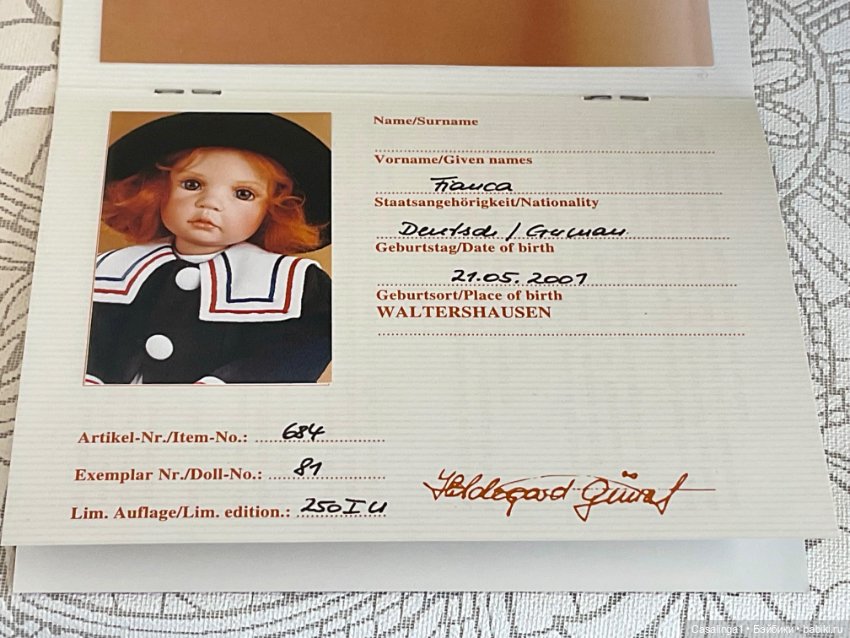 Name/Surname
Vorname/Given names
Franca
Staatsangehörigkeit/Nationality
Deutsch / German
Geburtstag/Date of birth
21.05.2001
Geburtsort/Place of birth
WALTERSHAUSEN
Artikel-Nr./Item-No.: 684
Exemplar Nr./Doll-No.: 81
Lim. Auflage/Lim. edition.: 250 I U
Hildegard Günzel
Casalinga1 • Бэйбики • babiki.ru